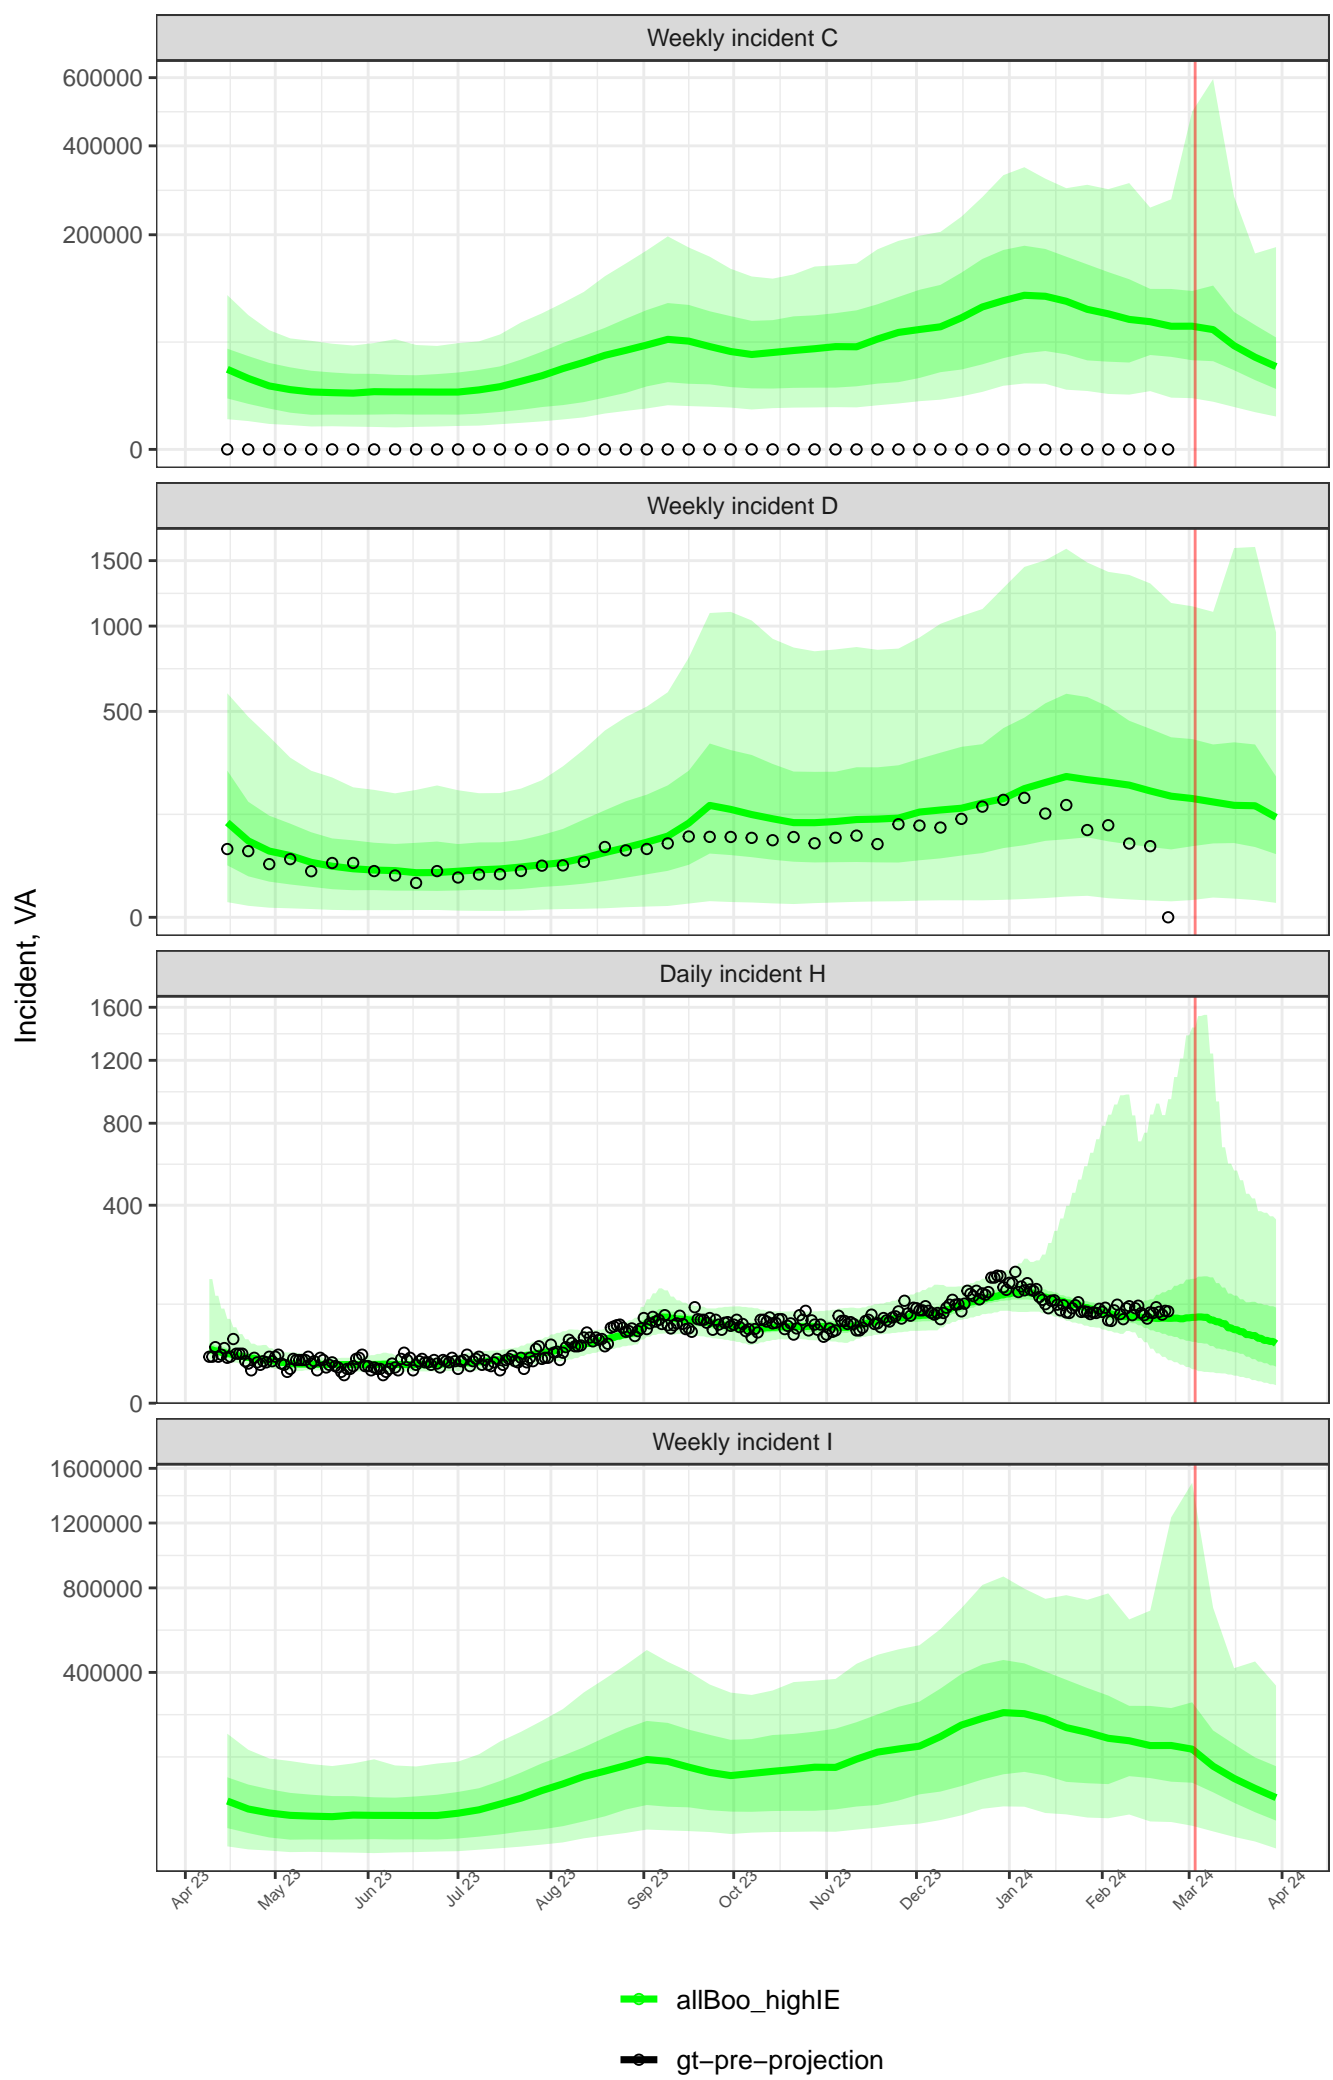 Weekly incident C
600000
400000
200000
0
Weekly incident D
1500
1000
500
0
Incident, VA
Daily incident H
1600
1200
800
400
0
Weekly incident I
1600000
1200000
800000
400000
Apr 23
May 23
Jun 23
Jul 23
Aug 23
Sep 23
Oct 23
Nov 23
Dec 23
Jan 24
Feb 24
Mar 24
Apr 24
allBoo_highIE
gt−pre−projection